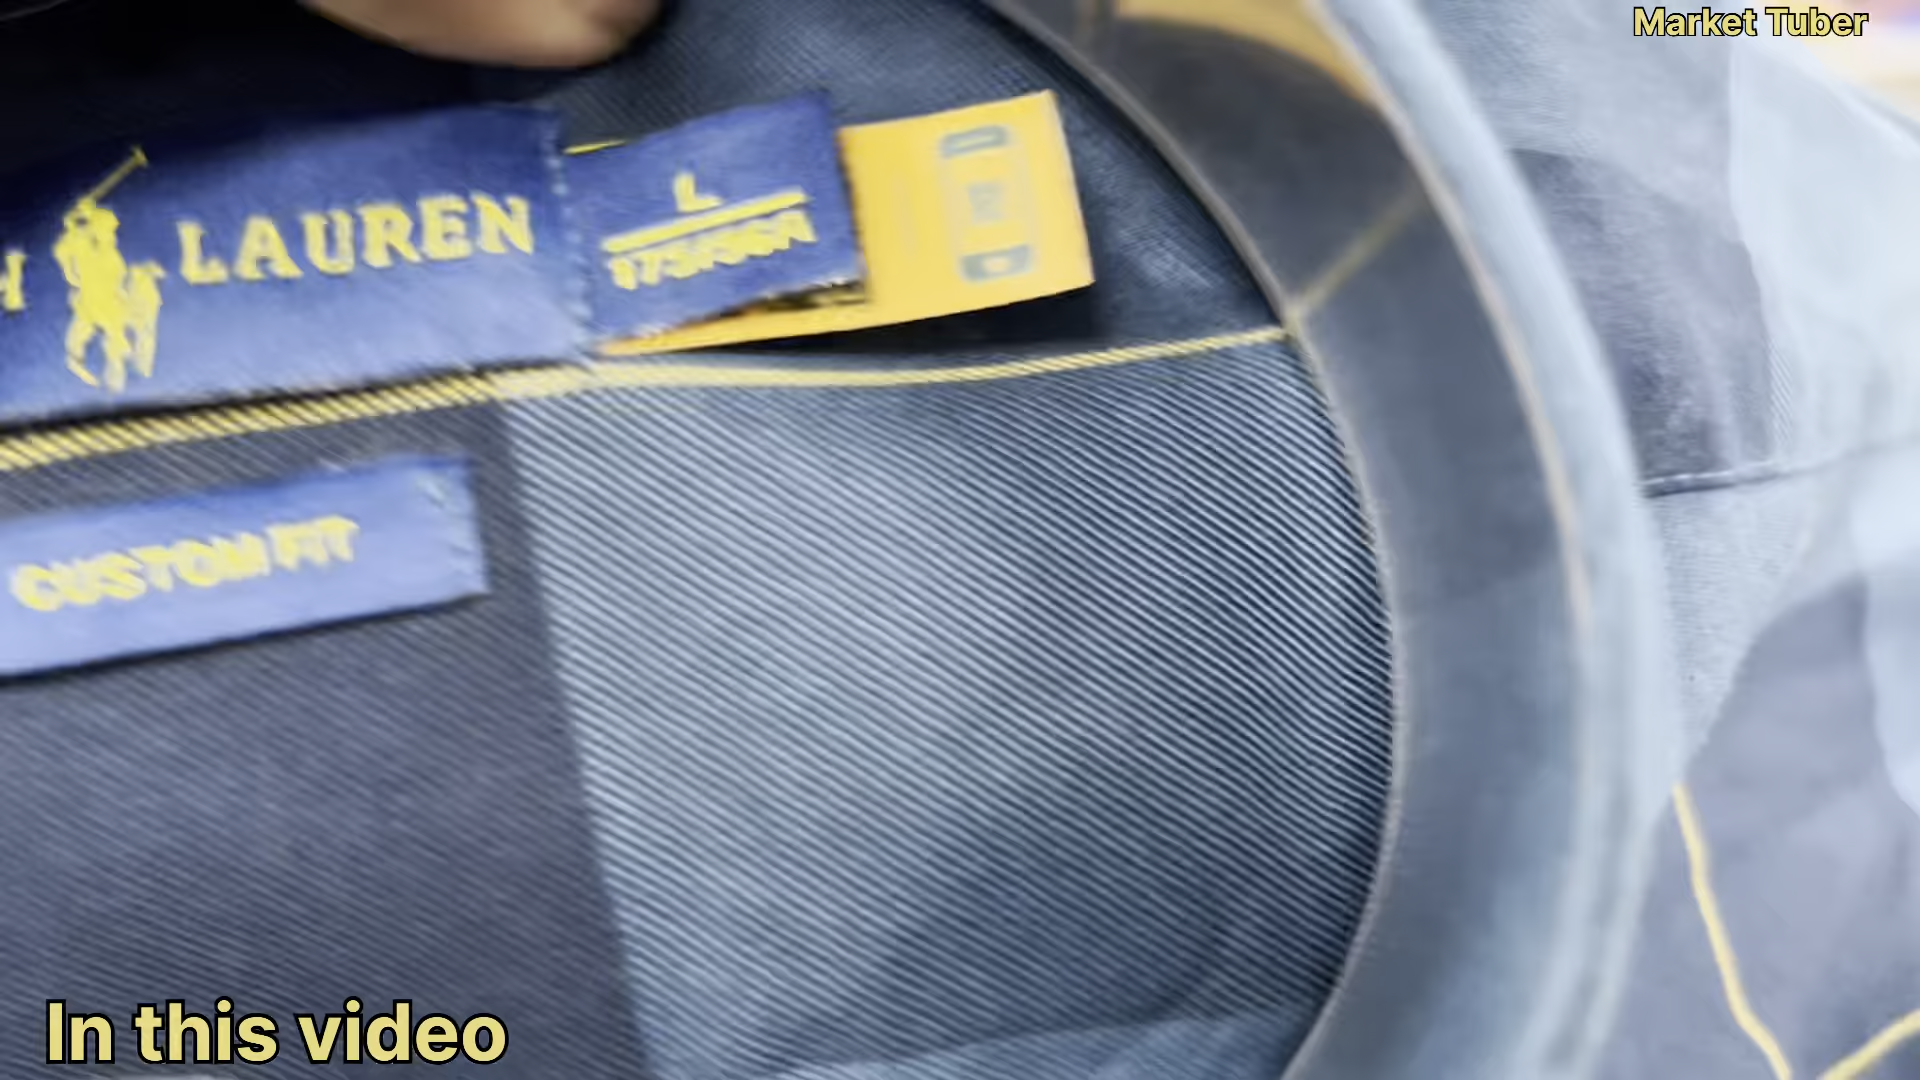 Market Tuber
H LAUREN
L
CUSTOM FIT
In this video